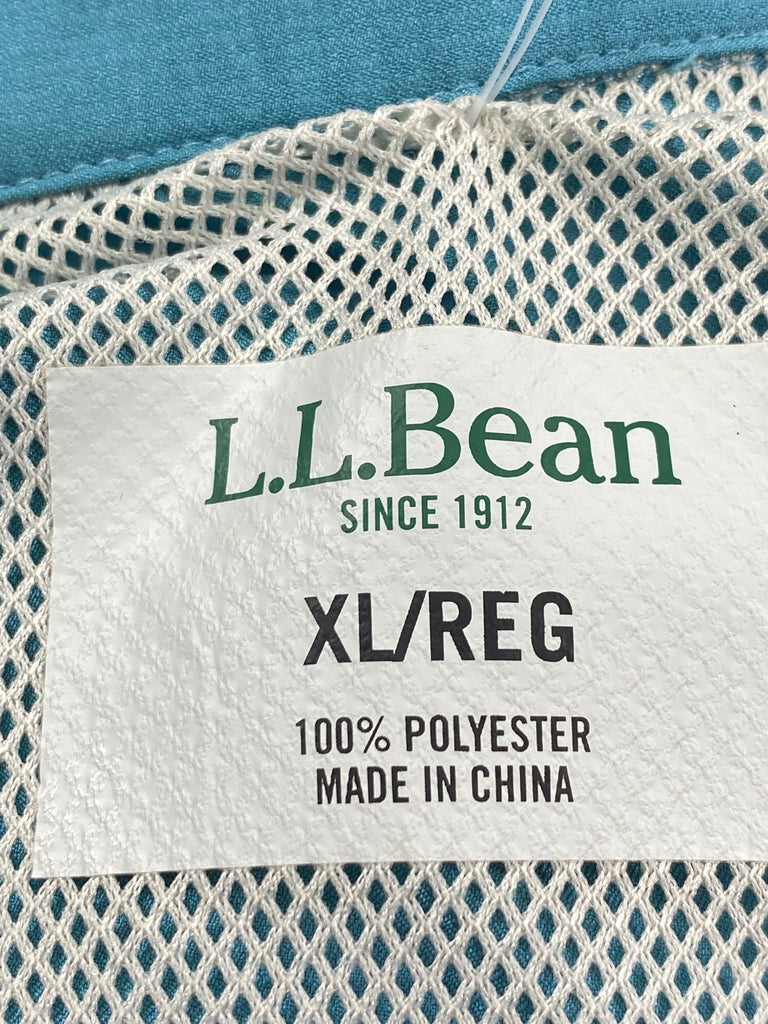 L.L.Bean
SINCE 1912
XL/REG
100% POLYESTER
MADE IN CHINA